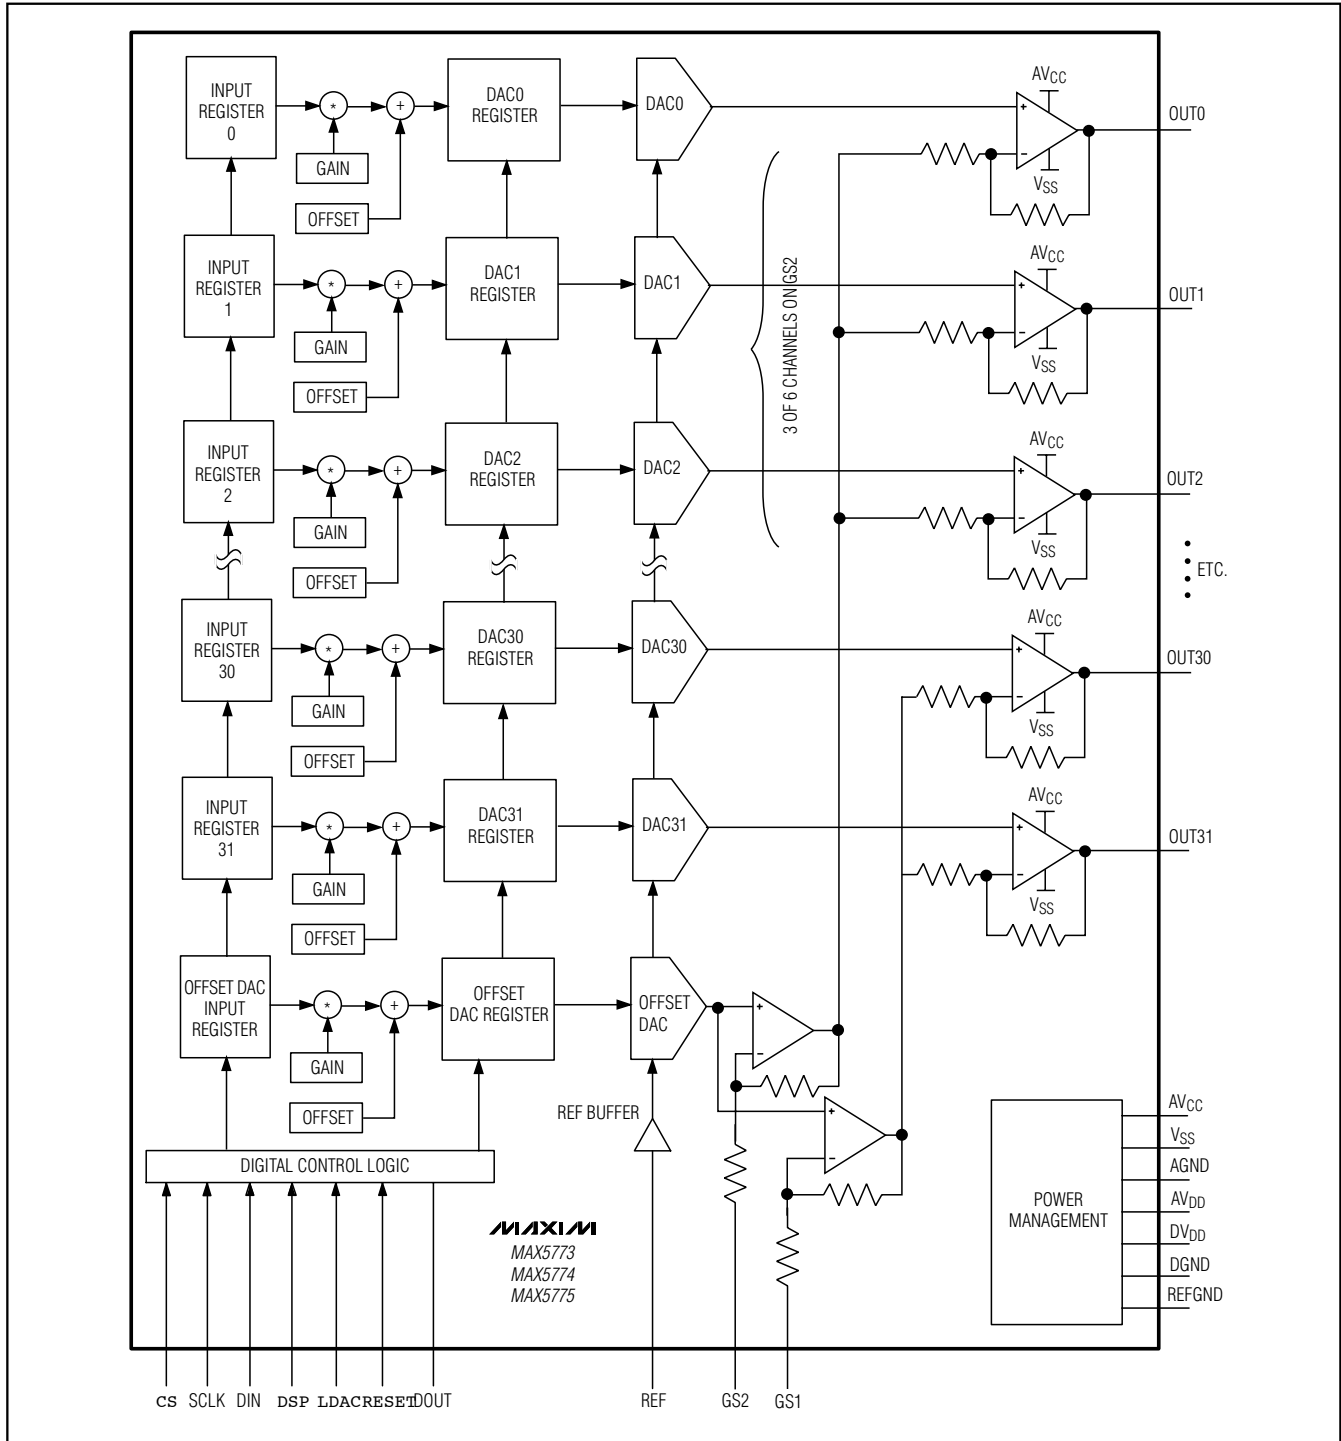 INPUT
REGISTER
0
*
+
GAIN
OFFSET
DAC0
REGISTER
DAC0
+
-
AVCC
VSS
OUT0
INPUT
REGISTER
1
*
+
GAIN
OFFSET
DAC1
REGISTER
DAC1
3 OF 6 CHANNELS ON GS2
+
-
AVCC
VSS
OUT1
INPUT
REGISTER
2
*
+
GAIN
OFFSET
DAC2
REGISTER
DAC2
+
-
AVCC
VSS
OUT2
ETC.
INPUT
REGISTER
30
*
+
GAIN
OFFSET
DAC30
REGISTER
DAC30
+
-
AVCC
VSS
OUT30
INPUT
REGISTER
31
*
+
GAIN
OFFSET
DAC31
REGISTER
DAC31
+
-
AVCC
VSS
OUT31
OFFSET DAC
INPUT
REGISTER
*
+
GAIN
OFFSET
OFFSET
DAC REGISTER
OFFSET
DAC
+
-
+
-
REF BUFFER
DIGITAL CONTROL LOGIC
MAXIM
MAX5773
MAX5774
MAX5775
POWER
MANAGEMENT
AVCC
VSS
AGND
AVDD
DVDD
DGND
REFGND
CS SCLK DIN DSP LDAC RESET DOUT REF GS2 GS1